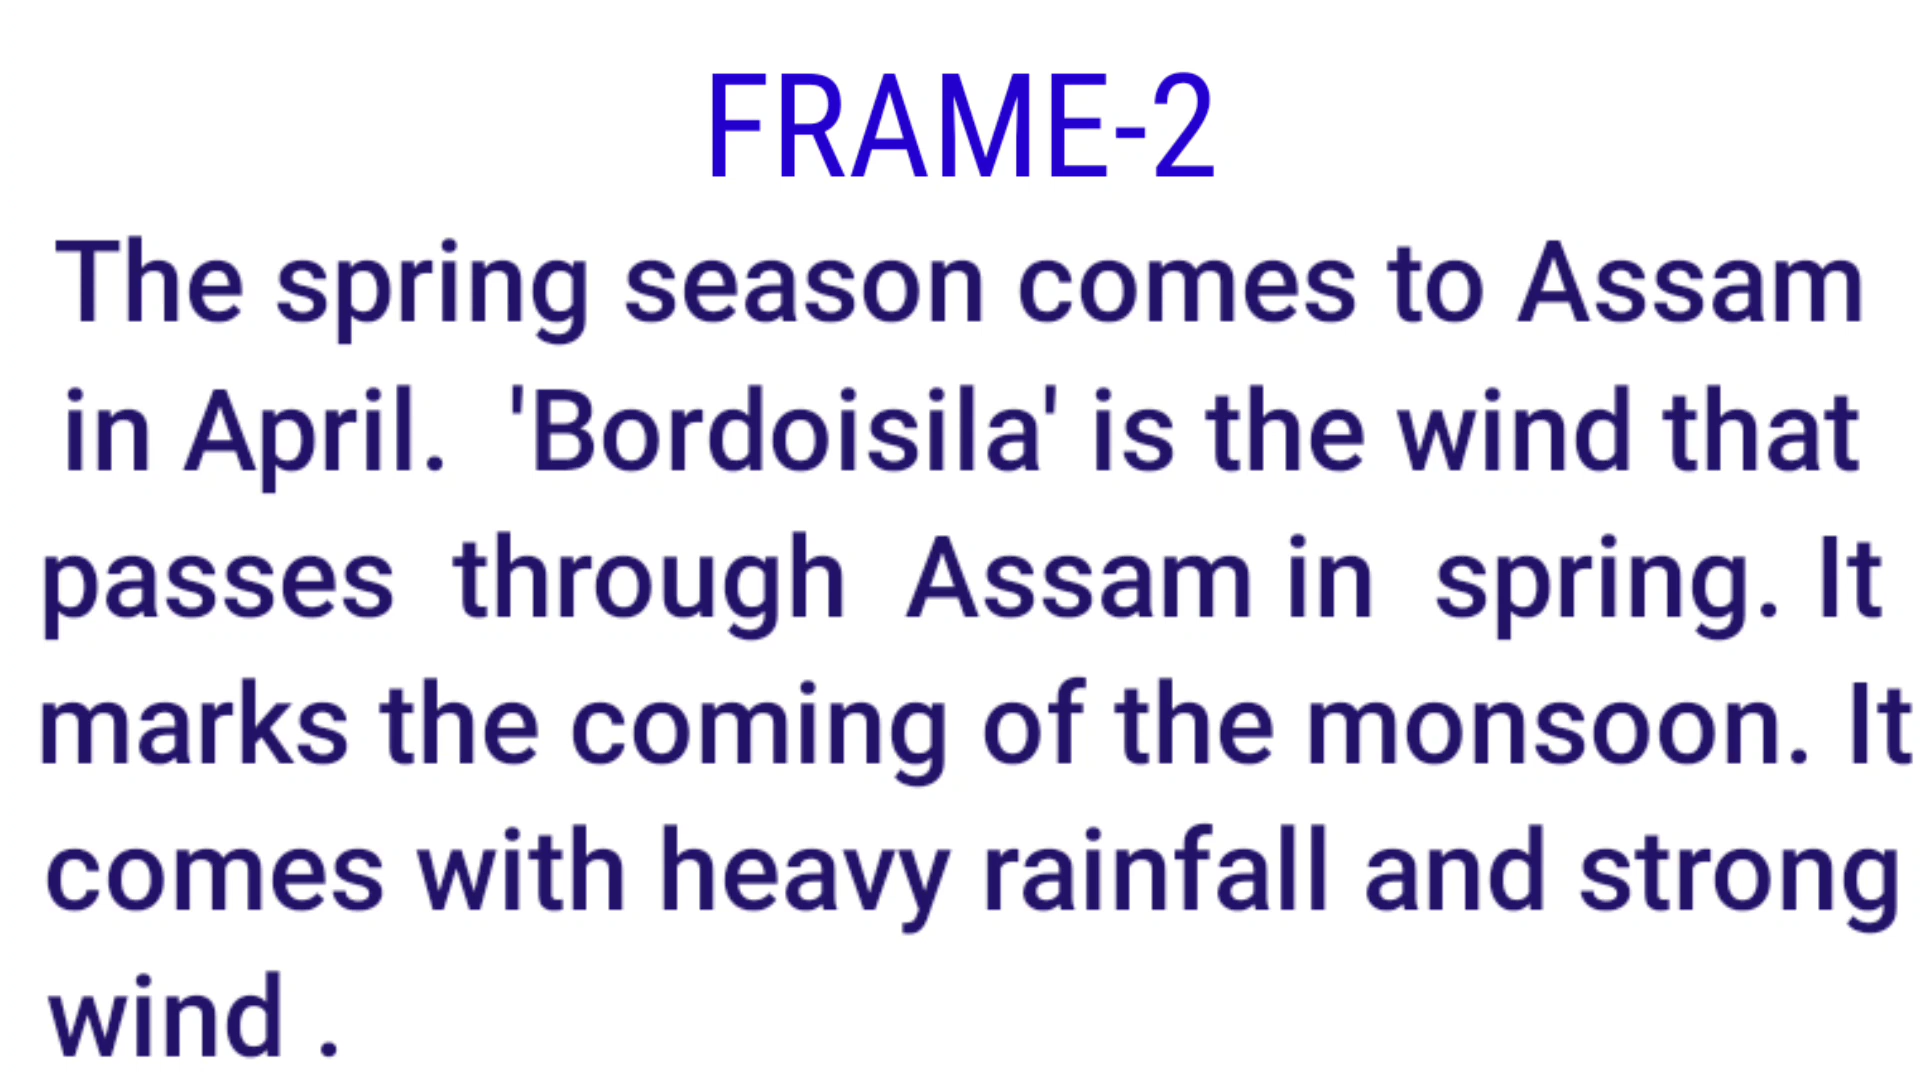 FRAME-2
The spring season comes to Assam
in April. 'Bordoisila' is the wind that
passes through Assam in spring. It
marks the coming of the monsoon. It
comes with heavy rainfall and strong
wind .